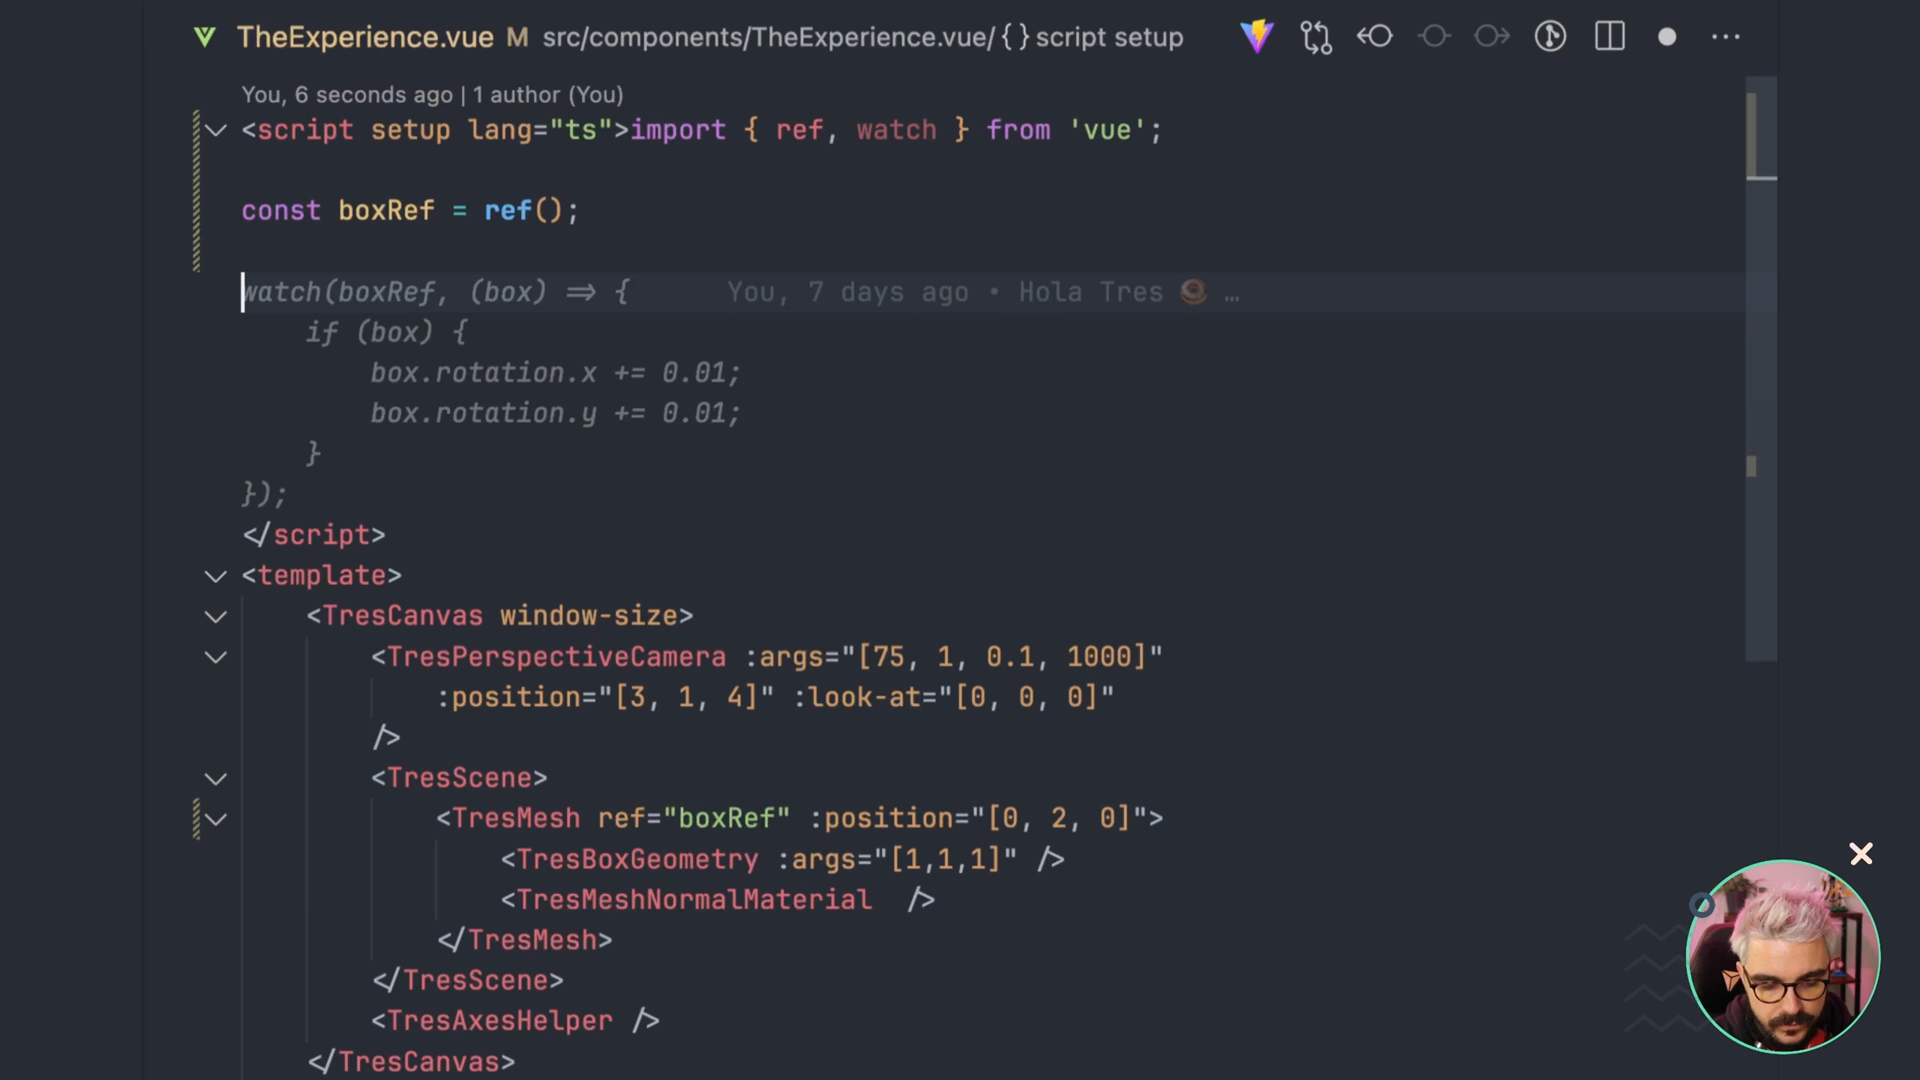 TheExperience.vue M src/components/TheExperience.vue/ {} script setup
You, 6 seconds ago | 1 author (You)
<script setup lang="ts">import { ref, watch } from 'vue';
const boxRef = ref();
watch(boxRef, (box) => { You, 7 days ago • Hola Tres 🍩 …
if (box) {
box.rotation.x += 0.01;
box.rotation.y += 0.01;
}
});
</script>
<template>
<TresCanvas window-size>
<TresPerspectiveCamera :args="[75, 1, 0.1, 1000]"
:position="[3, 1, 4]" :look-at="[0, 0, 0]"
/>
<TresScene>
<TresMesh ref="boxRef" :position="[0, 2, 0]">
<TresBoxGeometry :args="[1,1,1]" />
<TresMeshNormalMaterial />
</TresMesh>
</TresScene>
<TresAxesHelper />
</TresCanvas>